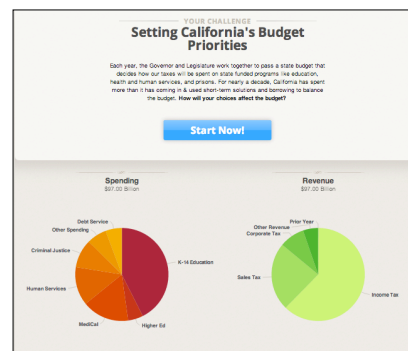 YOUR CHALLENGE
Setting California's Budget
Priorities
Each year, the Governor and Legislature work together to pass a state budget that
decides how our taxes will be spent on state funded programs like education,
health and human services, and prisons. For nearly a decade, California has spent
more than it has coming in & used short-term solutions and borrowing to balance
the budget. How will your choices affect the budget?
Start Now!
Spending
$97.00 Billion
Debt Service
Other Spending
Criminal Justice
Human Services
MediCal
Higher Ed
K-14 Education
Revenue
$97.00 Billion
Prior Year
Other Revenue
Corporate Tax
Sales Tax
Income Tax